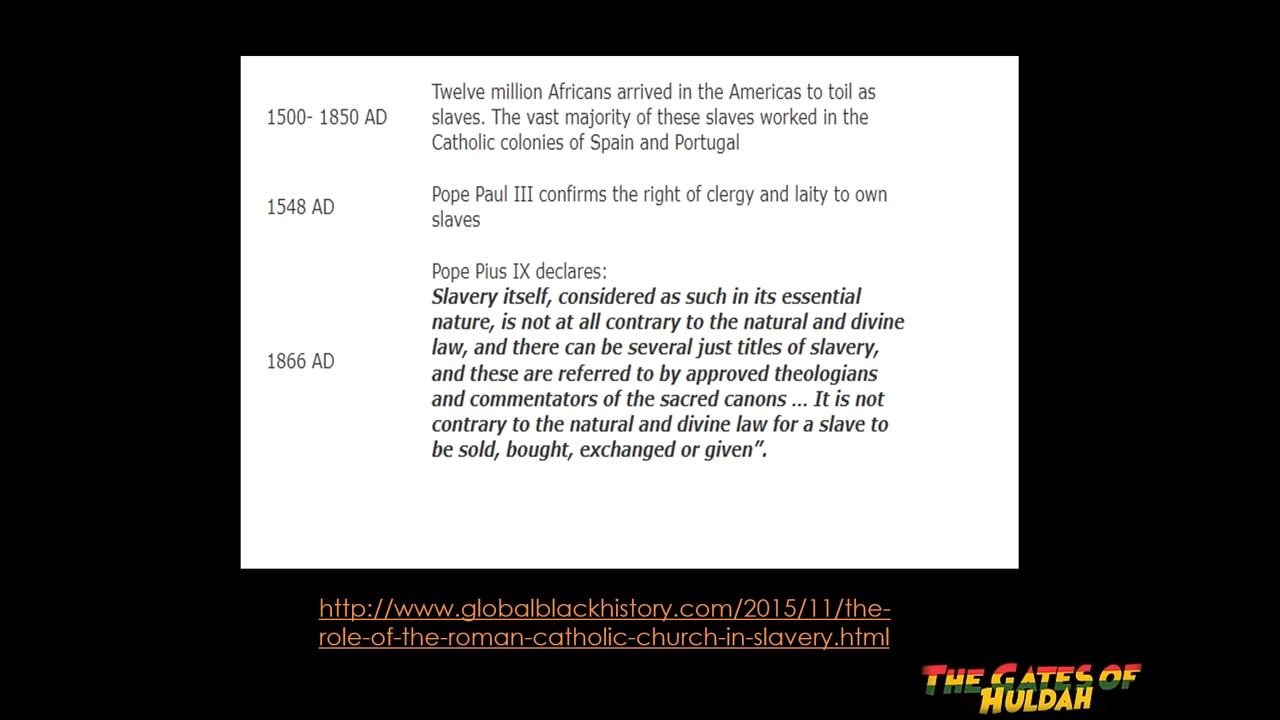 1500- 1850 AD
Twelve million Africans arrived in the Americas to toil as
slaves. The vast majority of these slaves worked in the
Catholic colonies of Spain and Portugal
1548 AD
Pope Paul III confirms the right of clergy and laity to own
slaves
1866 AD
Pope Pius IX declares:
Slavery itself, considered as such in its essential
nature, is not at all contrary to the natural and divine
law, and there can be several just titles of slavery,
and these are referred to by approved theologians
and commentators of the sacred canons ... It is not
contrary to the natural and divine law for a slave to
be sold, bought, exchanged or given”.
http://www.globalblackhistory.com/2015/11/the-
role-of-the-roman-catholic-church-in-slavery.html
THE GATES OF
HULDAH